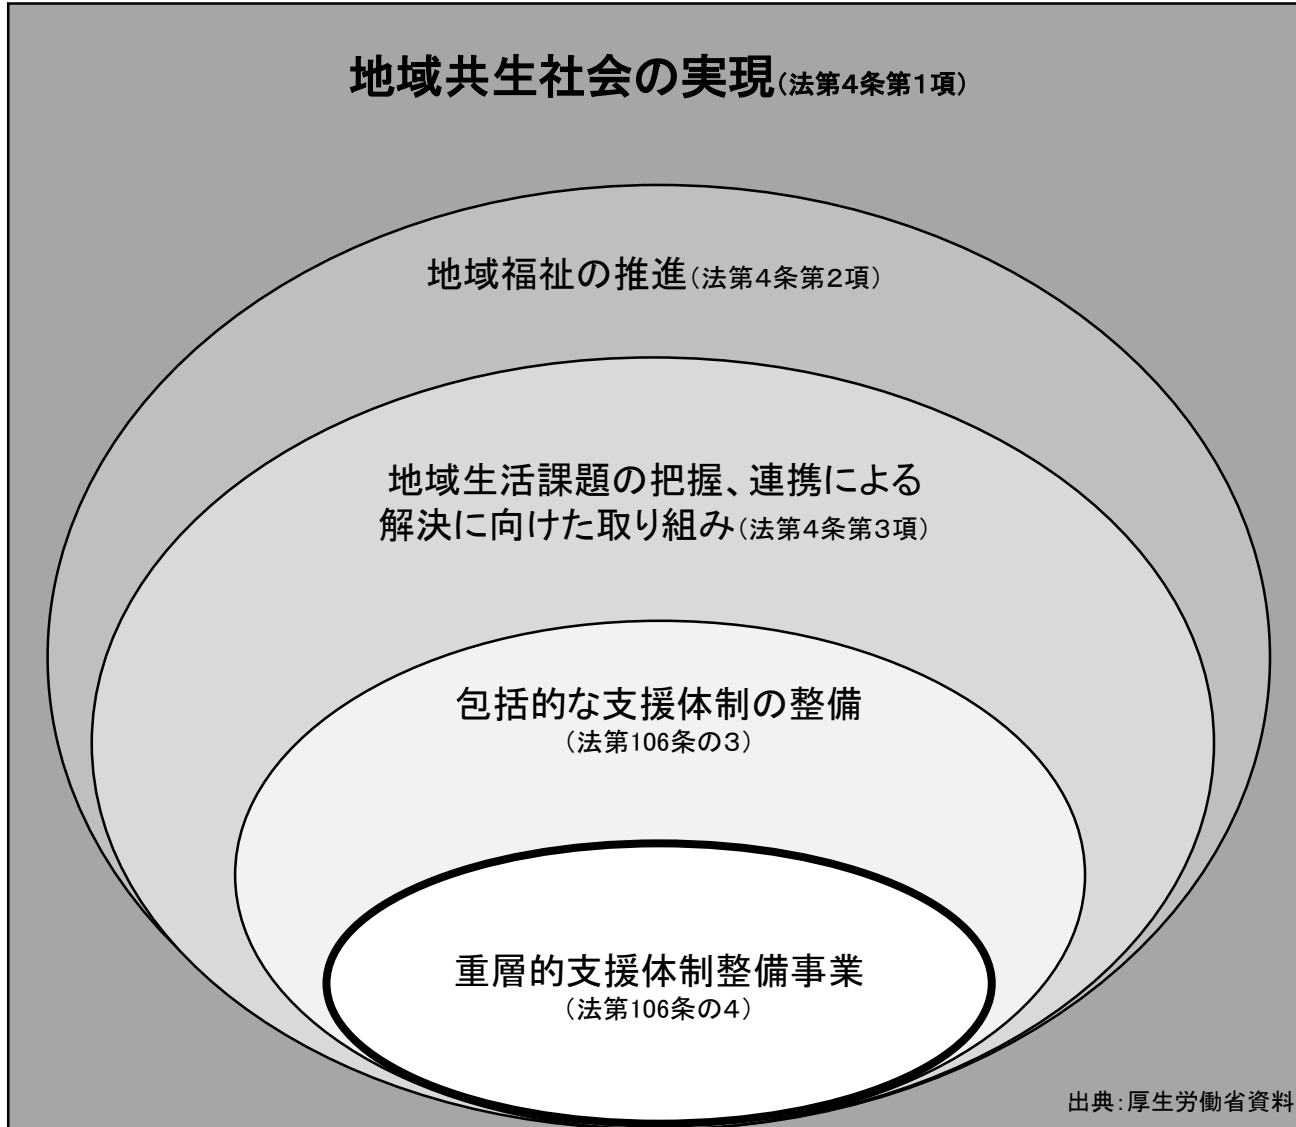 地域共生社会の実現(法第4条第1項)
地域福祉の推進(法第4条第2項)
地域生活課題の把握、連携による
解決に向けた取り組み(法第4条第3項)
包括的な支援体制の整備
(法第106条の3)
重層的支援体制整備事業
(法第106条の4)
出典:厚生労働省資料